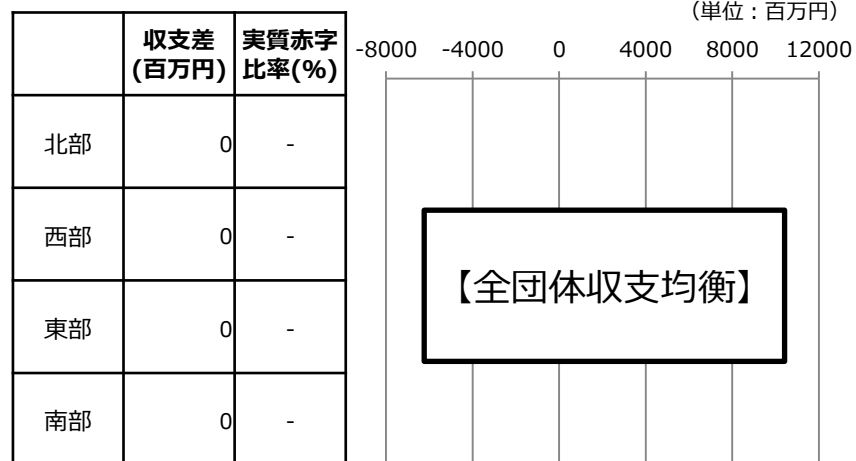 （単位：百万円）
収支差
(百万円)
実質赤字
比率(%)
-8000 -4000 0 4000 8000 12000
北部 0 -
西部 0 -
【全団体収支均衡】
東部 0 -
南部 0 -